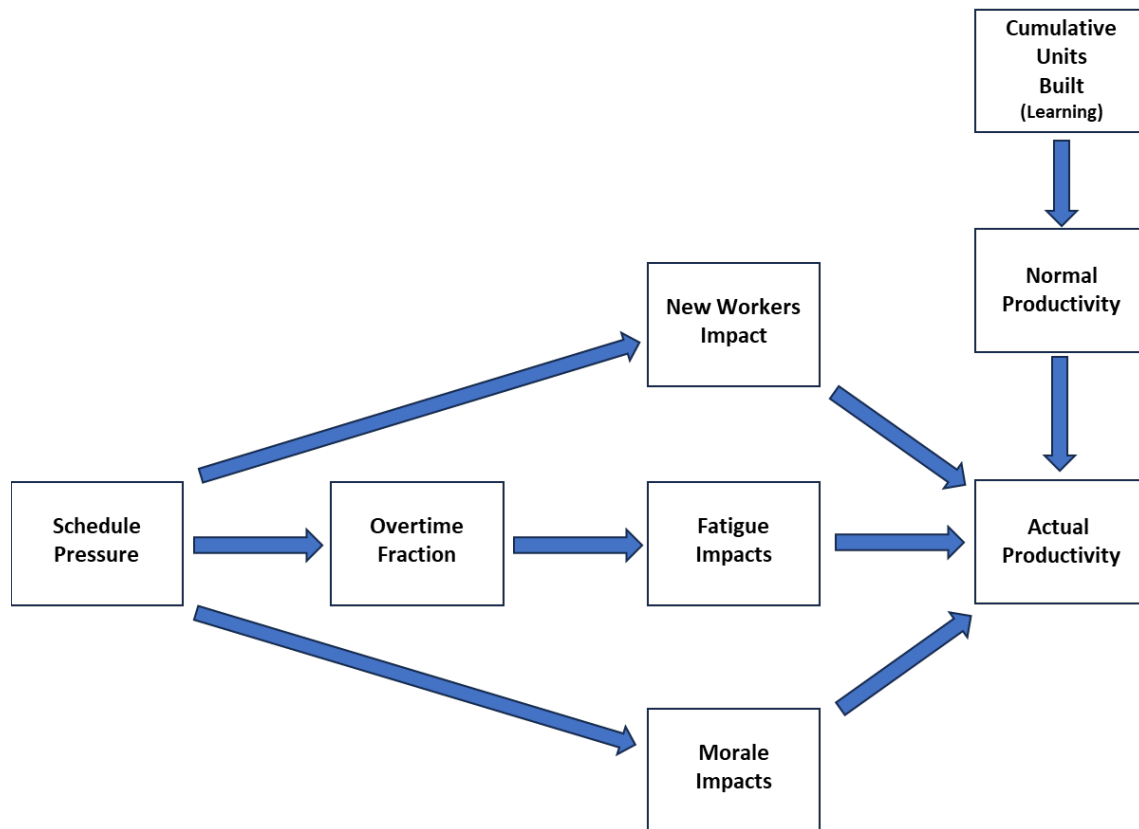 Cumulative
Units
Built
(Learning)
Normal
Productivity
New Workers
Impact
Schedule
Pressure
Overtime
Fraction
Fatigue
Impacts
Actual
Productivity
Morale
Impacts